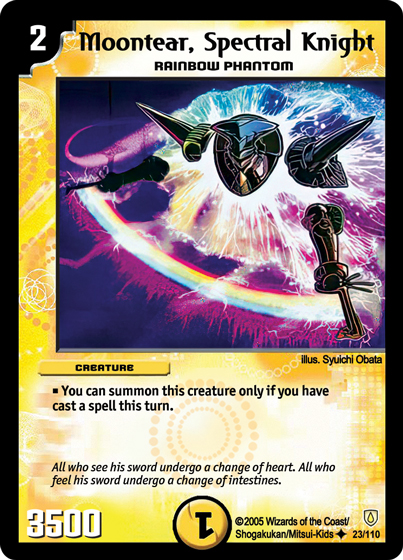 2
Moontear, Spectral Knight
RAINBOW PHANTOM
illus. Syuichi Obata
CREATURE
▪ You can summon this creature only if you have
cast a spell this turn.
All who see his sword undergo a change of heart. All who
feel his sword undergo a change of intestines.
3500
1
©2005 Wizards of the Coast/
Shogakukan/Mitsui-Kids ✦ 23/110